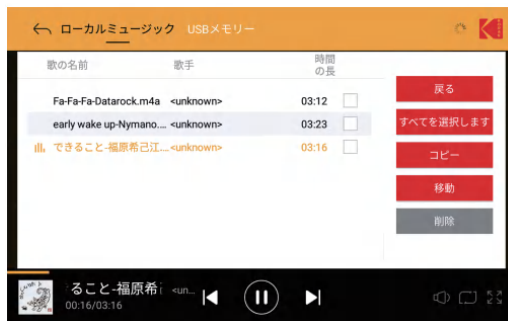 ローカルミュージック USBメモリー
歌の名前 歌手 時間
の長
戻る
Fa-Fa-Fa-Datarock.m4a <unknown> 03:12
すべてを選択します
early wake up-Nymano.... <unknown> 03:23
できること-福原希己江.... <unknown> 03:16
コピー
移動
削除
るること-福原希 <un...
00:16/03:16